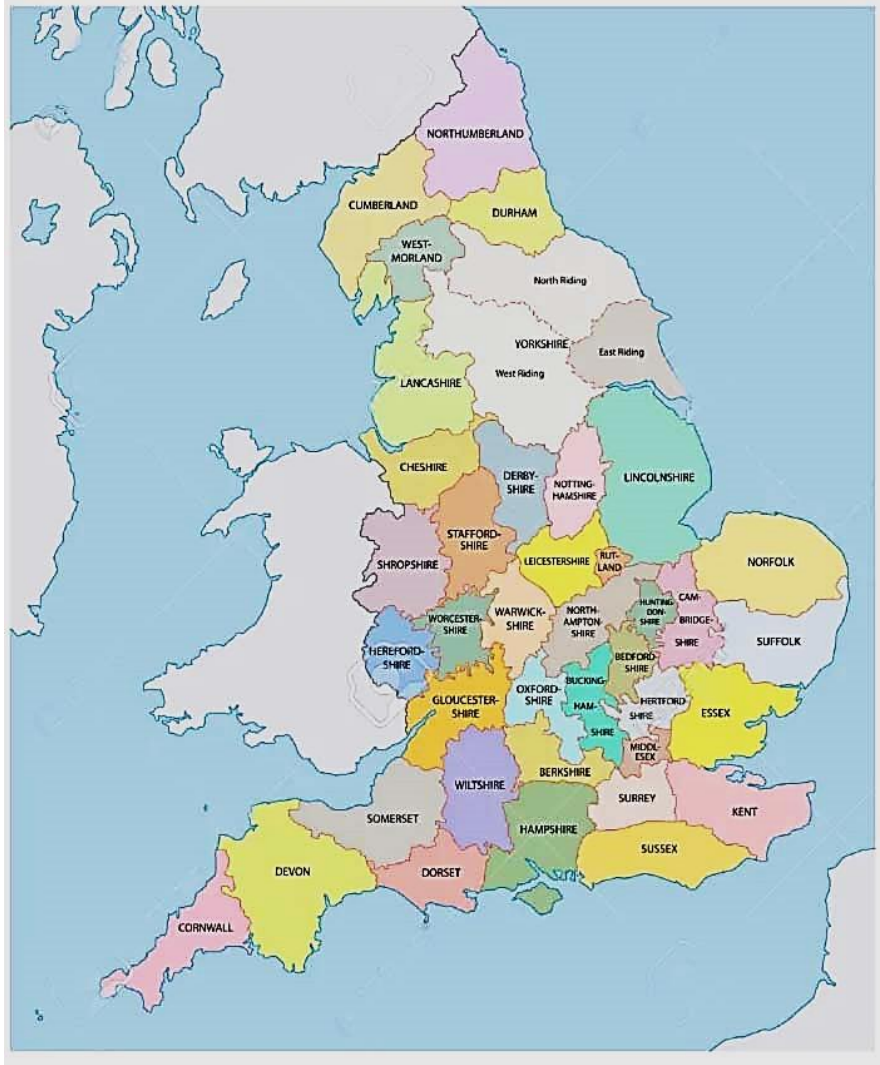 NORTHUMBERLAND
CUMBERLAND
DURHAM
WEST-
MORLAND
North Riding
YORKSHIRE
East Riding
West Riding
LANCASHIRE
CHESHIRE
DERBY-
SHIRE
NOTTING-
HAMSHIRE
LINCOLNSHIRE
STAFFORD-
SHIRE
SHROPSHIRE
LEICESTERSHIRE
RUT-
LAND
NORFOLK
WORCESTER-
SHIRE
WARWICK-
SHIRE
NORTH-
AMPTON-
SHIRE
HUNTING-
DON-
SHIRE
CAM-
BRIDGE-
SHIRE
SUFFOLK
HEREFORD-
SHIRE
BEDFORD-
SHIRE
GLOUCESTER-
SHIRE
OXFORD-
SHIRE
BUCKING-
HAM-
SHIRE
HERTFORD-
SHIRE
ESSEX
MIDDL-
ESEX
BERKSHIRE
WILTSHIRE
SURREY
KENT
SOMERSET
HAMPSHIRE
SUSSEX
DEVON
DORSET
CORNWALL